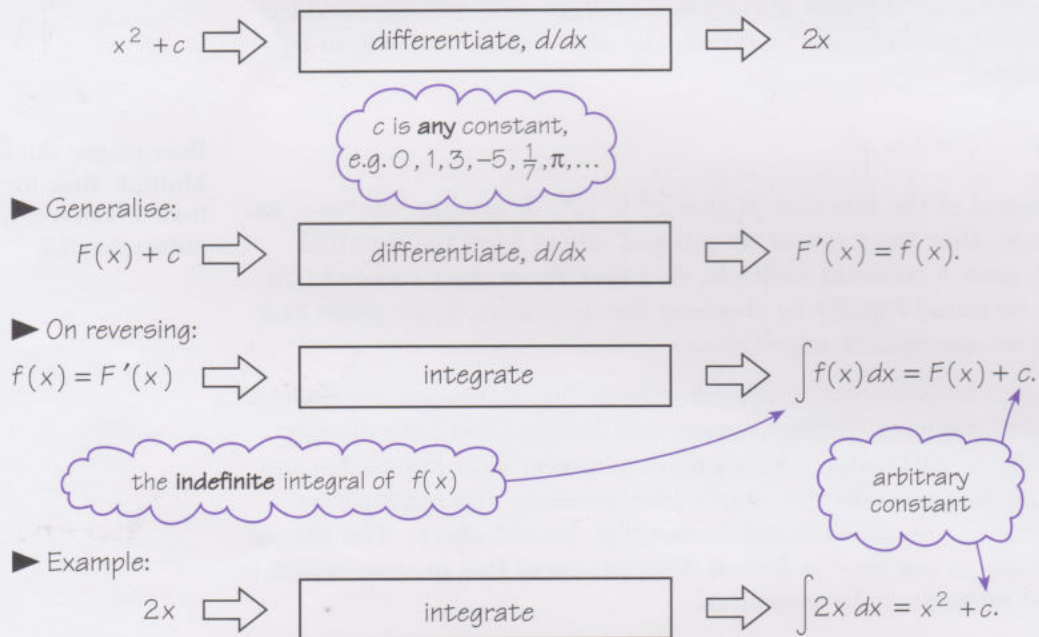 x² + c ⇨ differentiate, d/dx ⇨ 2x
c is any constant,
e.g. 0, 1, 3, −5, 1/7, π,...
▶ Generalise:
F(x) + c ⇨ differentiate, d/dx ⇨ F′(x) = f(x).
▶ On reversing:
f(x) = F′(x) ⇨ integrate ⇨ ∫ f(x) dx = F(x) + c.
the indefinite integral of f(x)
arbitrary
constant
▶ Example:
2x ⇨ integrate ⇨ ∫ 2x dx = x² + c.